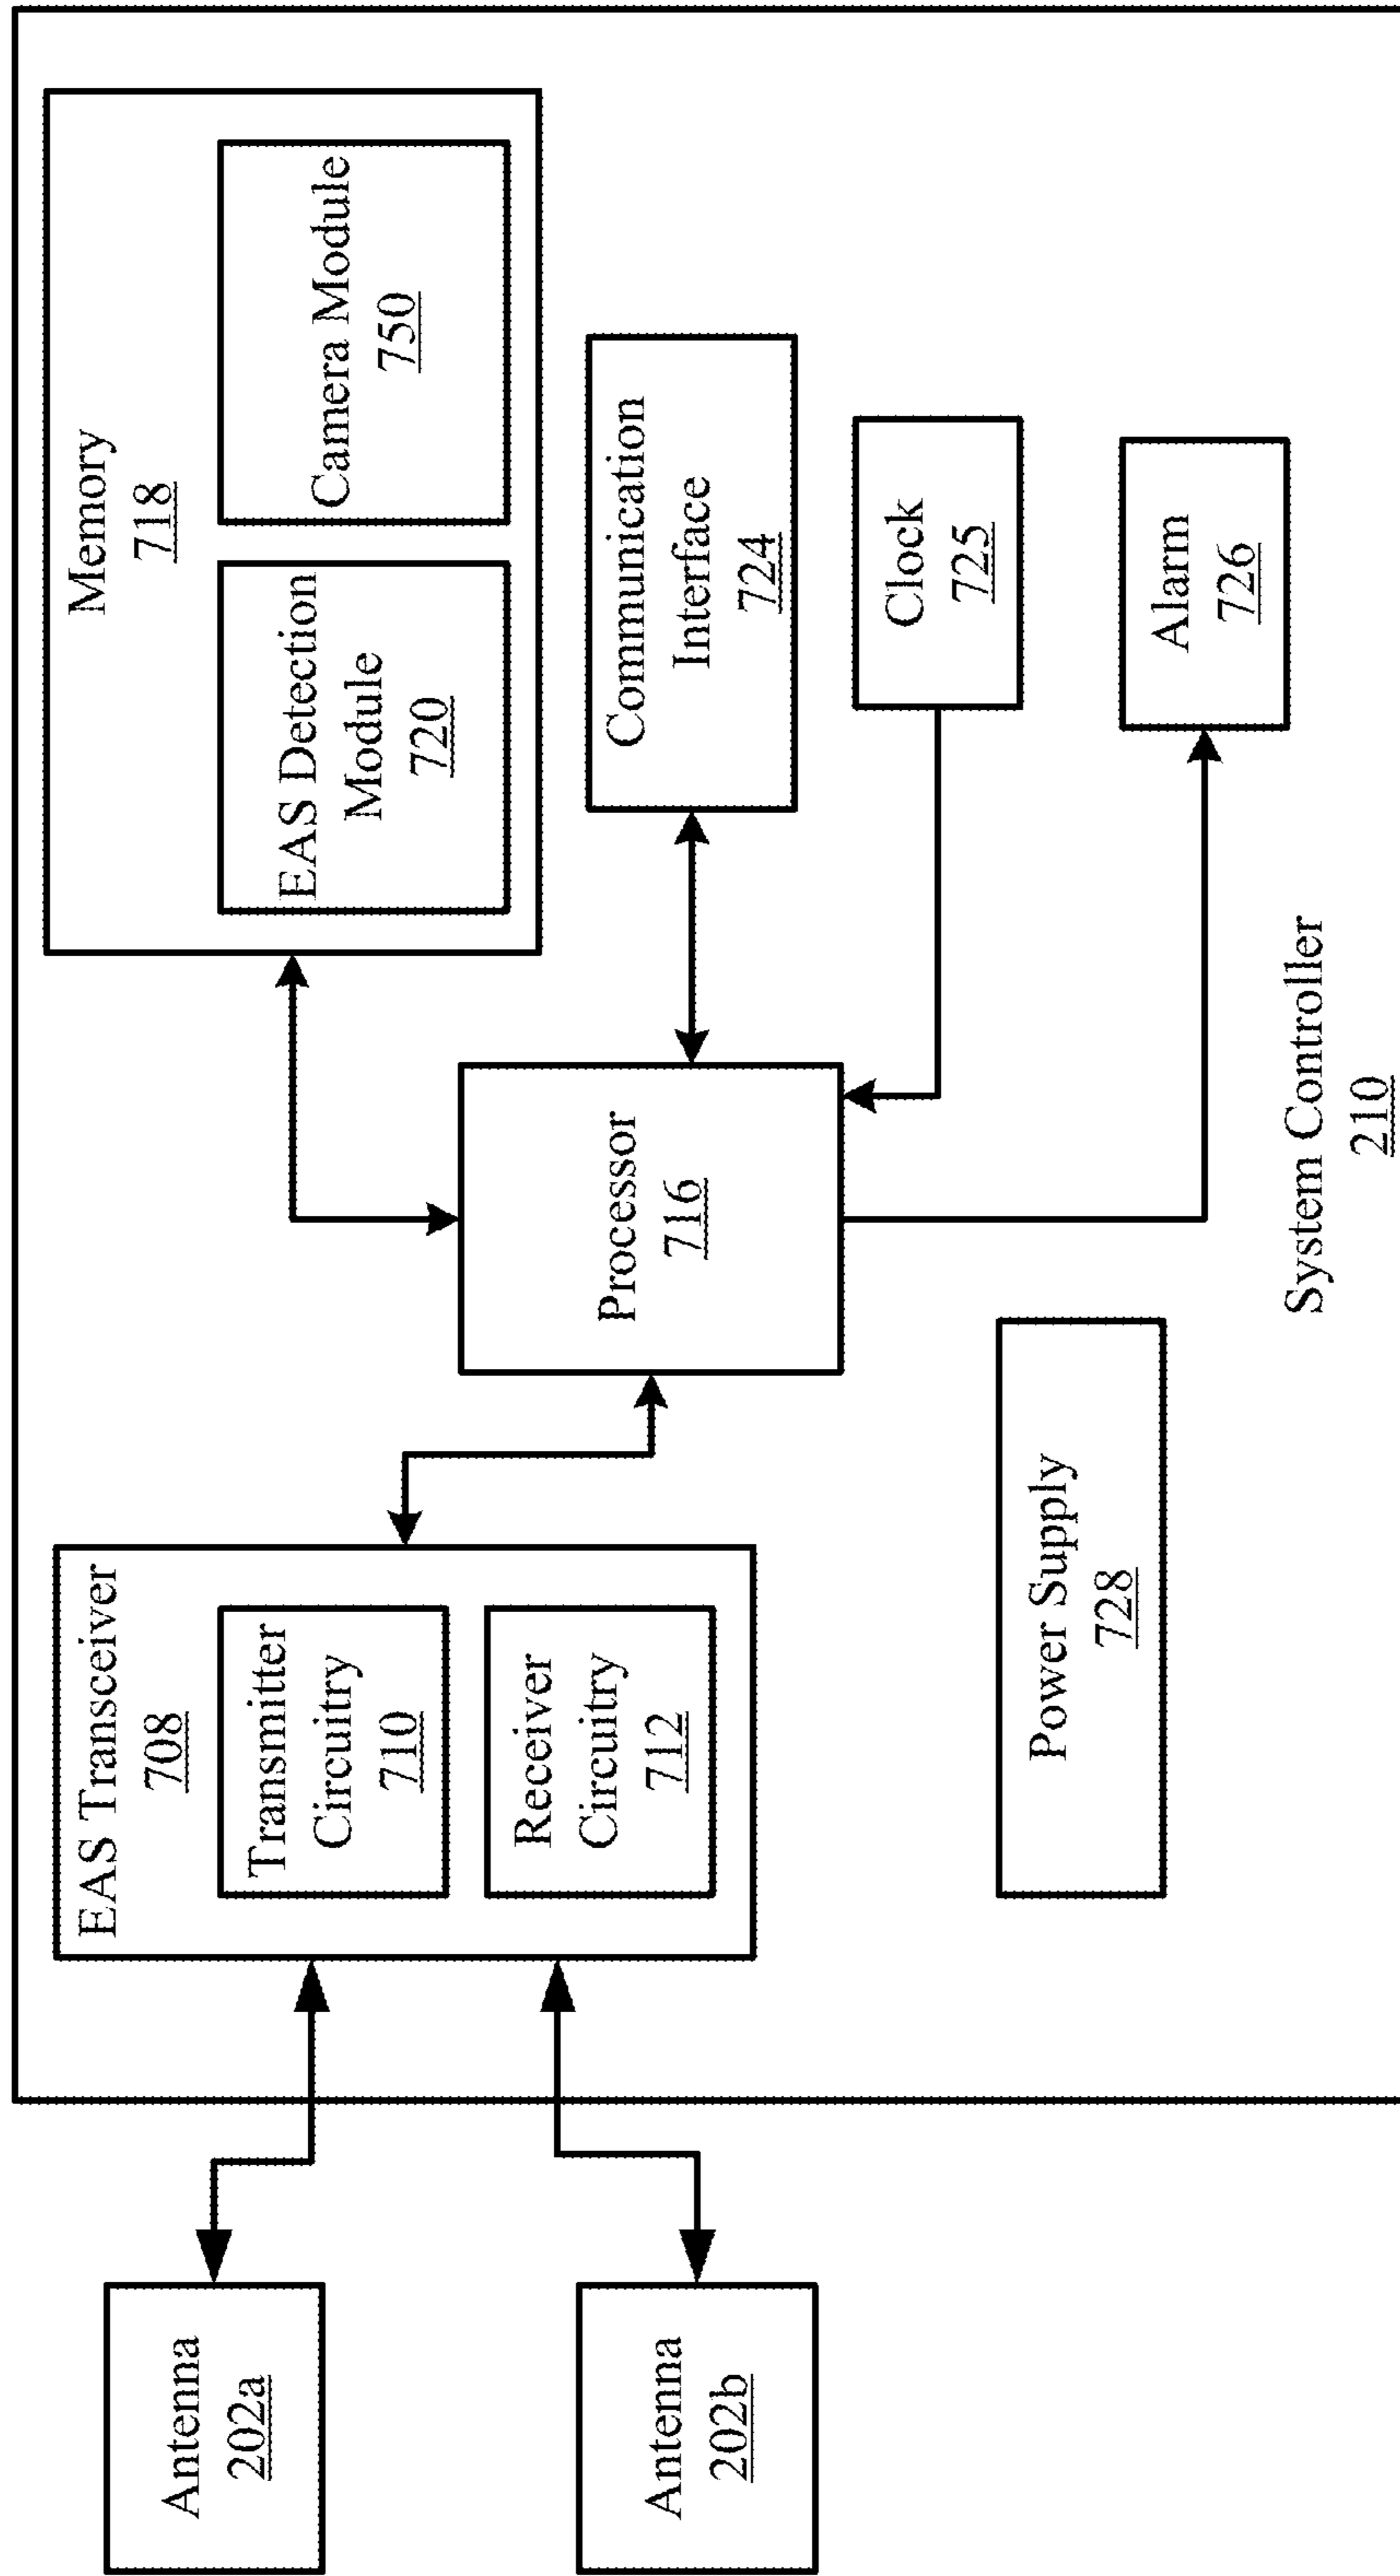 Antenna
202a
Antenna
202b
EAS Transceiver
708
Transmitter
Circuitry
710
Receiver
Circuitry
712
Power Supply
728
Processor
716
Memory
718
EAS Detection
Module
720
Camera Module
750
Communication
Interface
724
Clock
725
Alarm
726
System Controller
210